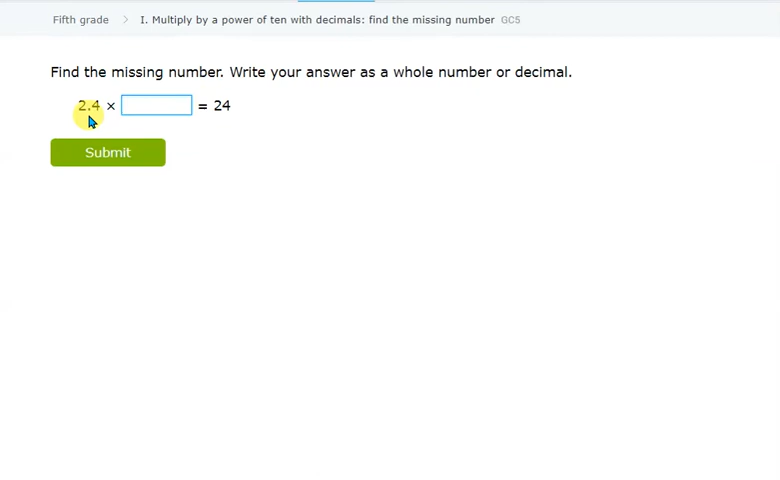 Fifth grade > I. Multiply by a power of ten with decimals: find the missing number GC5
Find the missing number. Write your answer as a whole number or decimal.
2.4 × = 24
Submit